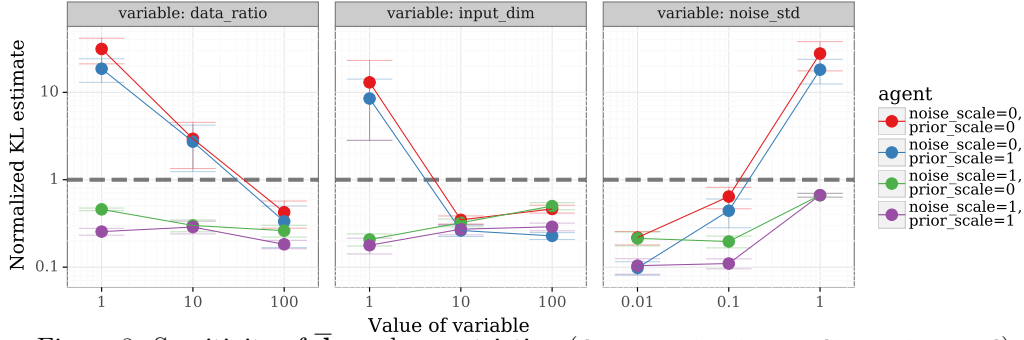 variable: data_ratio
variable: input_dim
variable: noise_std
Normalized KL estimate
10
1
0.1
1
10
100
1
10
100
0.01
0.1
1
Value of variable
agent
noise_scale=0,
prior_scale=0
noise_scale=0,
prior_scale=1
noise_scale=1,
prior_scale=0
noise_scale=1,
prior_scale=1